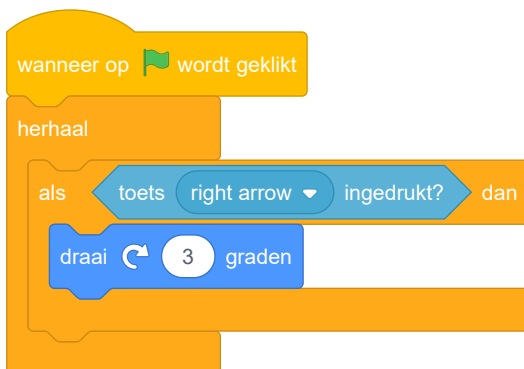 wanneer op wordt geklikt
herhaal
als toets right arrow ingedrukt? dan
draai 3 graden